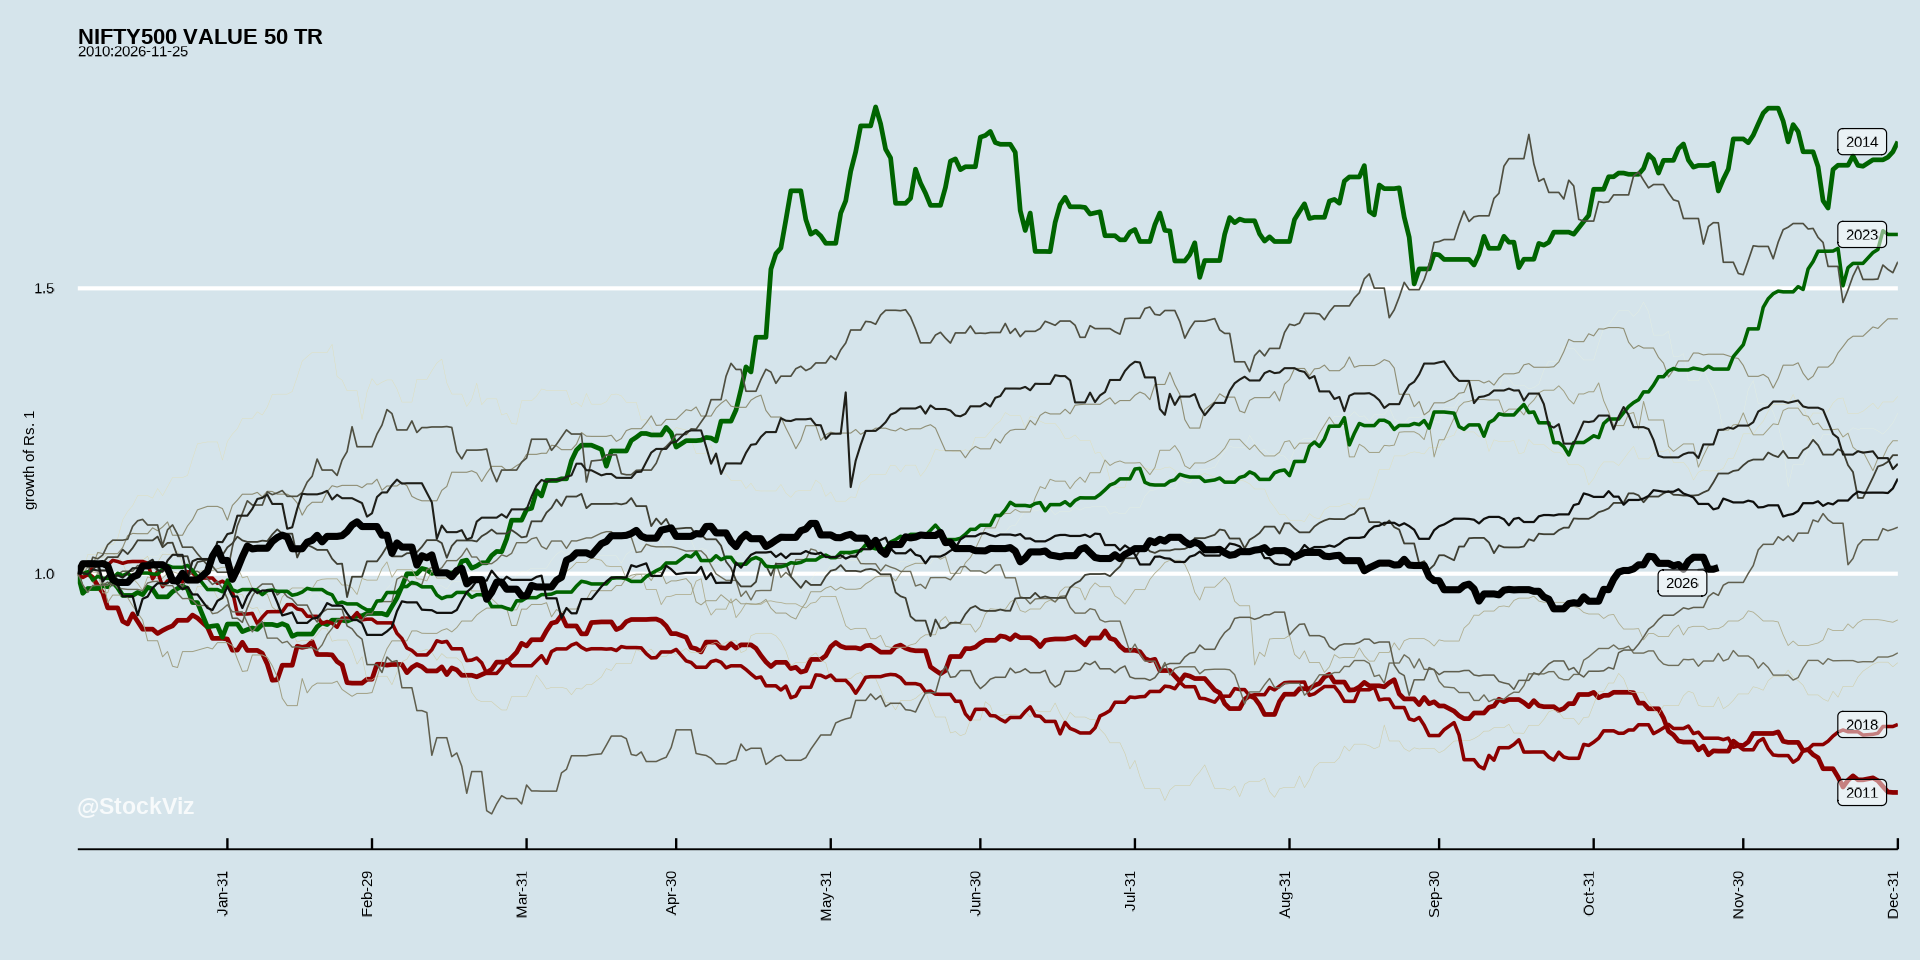 NIFTY500 VALUE 50 TR
2010:2026-11-25
2014
2023
1.5
growth of Rs. 1
1.0
2026
2018
2011
@StockViz
Jan-31
Feb-29
Mar-31
Apr-30
May-31
Jun-30
Jul-31
Aug-31
Sep-30
Oct-31
Nov-30
Dec-31